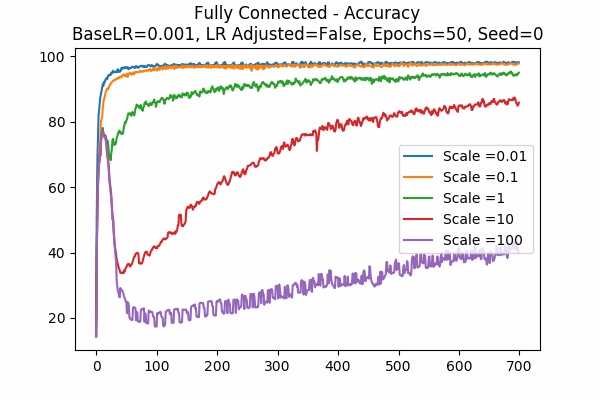 Fully Connected - Accuracy
BaseLR=0.001, LR Adjusted=False, Epochs=50, Seed=0
100
80
60
40
20
Scale =0.01
Scale =0.1
Scale =1
Scale =10
Scale =100
0 100 200 300 400 500 600 700